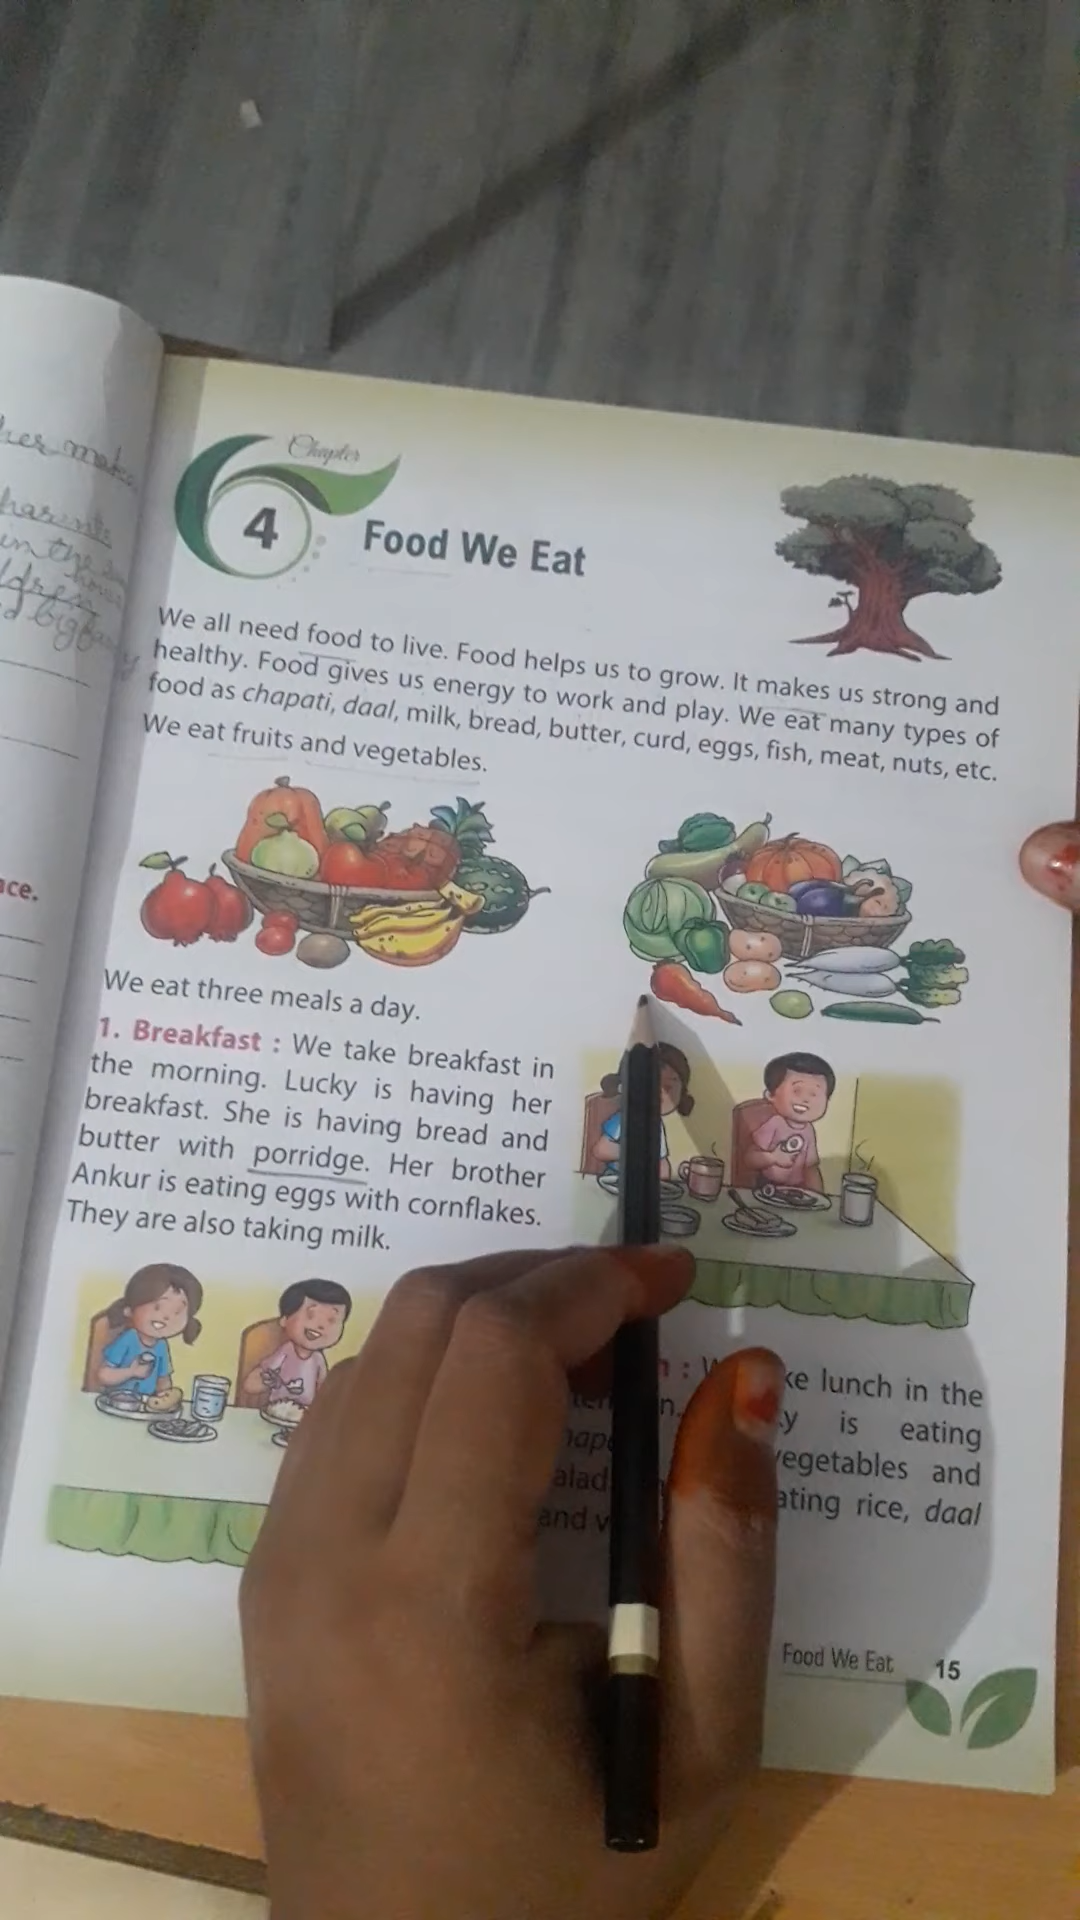 Chapter
4
Food We Eat
We all need food to live. Food helps us to grow. It makes us strong and
healthy. Food gives us energy to work and play. We eat many types of
food as chapati, daal, milk, bread, butter, curd, eggs, fish, meat, nuts, etc.
We eat fruits and vegetables.
We eat three meals a day.
1. Breakfast : We take breakfast in
the morning. Lucky is having her
breakfast. She is having bread and
butter with porridge. Her brother
Ankur is eating eggs with cornflakes.
They are also taking milk.
: lunch in the
is eating
vegetables and
rice, daal
and
Food We Eat 15